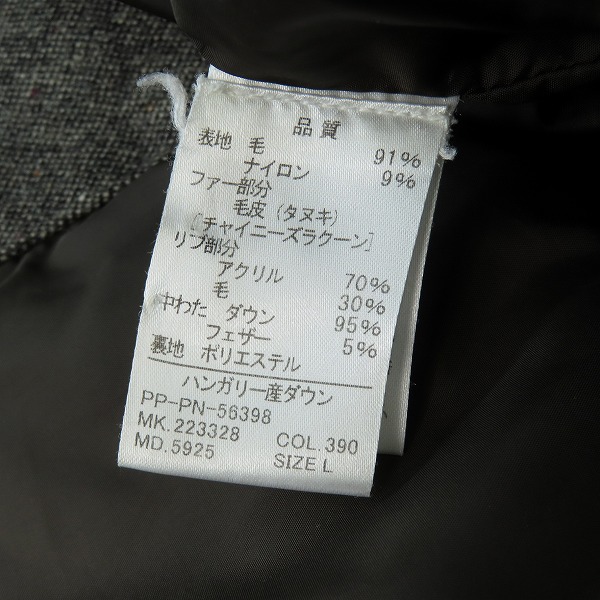 品質
表地 毛 91%
ナイロン 9%
ファー部分
毛皮 (タヌキ)
[チャイニーズラクーン]
リブ部分
アクリル 70%
毛 30%
中わた ダウン 95%
フェザー 5%
裏地 ポリエステル
ハンガリー産ダウン
PP-PN-56398
MK.223328 COL.390
MD.5925 SIZE L